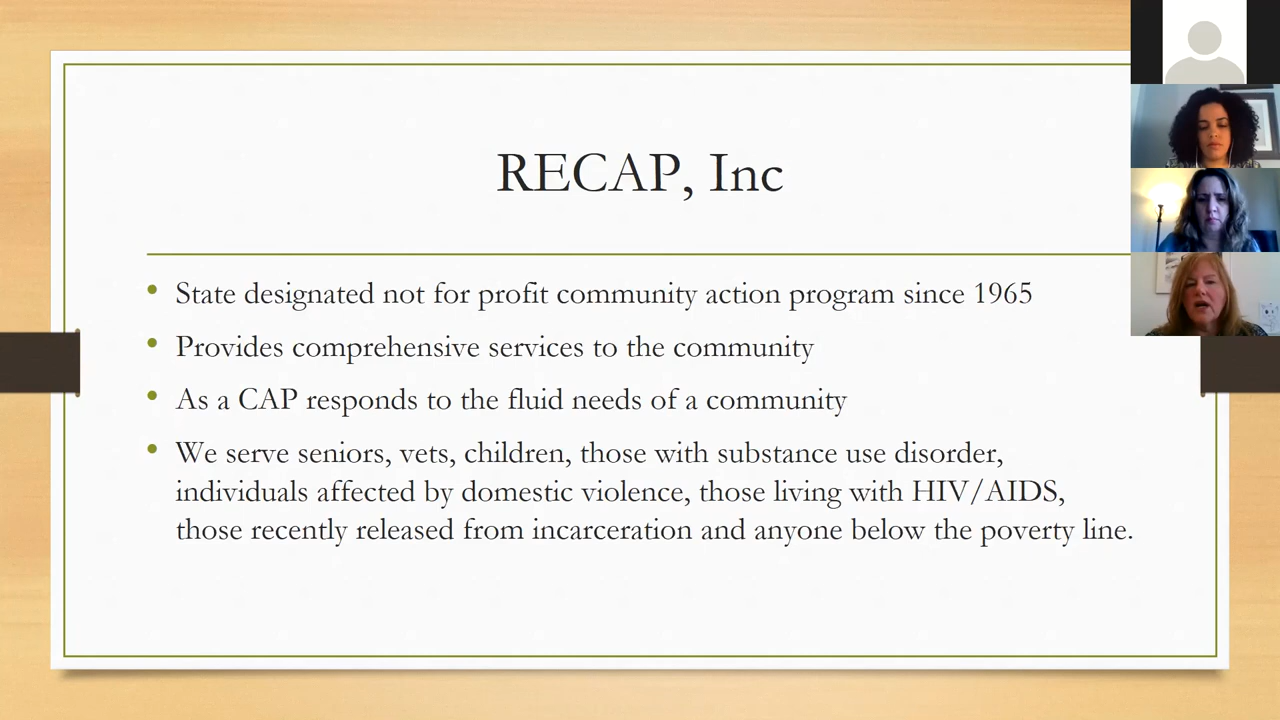 RECAP, Inc
• State designated not for profit community action program since 1965
• Provides comprehensive services to the community
• As a CAP responds to the fluid needs of a community
• We serve seniors, vets, children, those with substance use disorder,
individuals affected by domestic violence, those living with HIV/AIDS,
those recently released from incarceration and anyone below the poverty line.